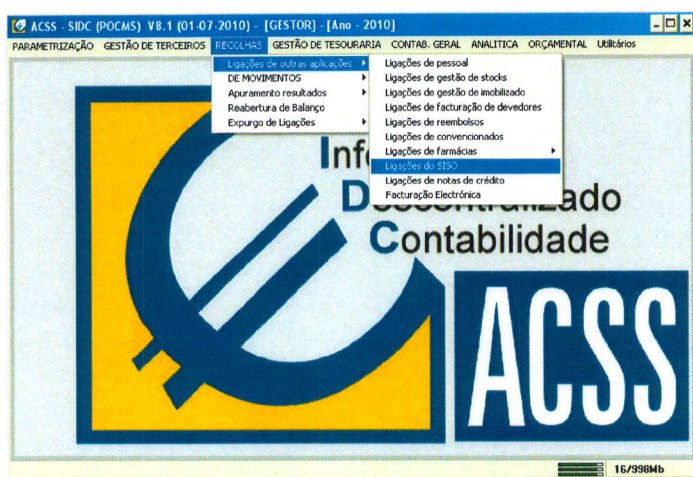 ACSS - SIDC (POCMS) V8.1 (01-07-2010) - [GESTOR] - [Ano - 2010]
PARAMETRIZAÇÃO GESTÃO DE TERCEIROS RECOLHAS GESTÃO DE TESOURARIA CONTAB. GERAL ANALITICA ORÇAMENTAL Utilitários
Ligações de outras aplicações
DE MOVIMENTOS
Apuramento resultados
Reabertura de Balanço
Expurgo de Ligações
Ligações de pessoal
Ligações de gestão de stocks
Ligações de gestão de imobilizado
Ligações de facturação de devedores
Ligações de reembolsos
Ligações de convencionados
Ligações de farmácias
Ligações do SISO
Ligações de notas de crédito
Facturação Electrónica
Contabilidade
ACSS
16/998Mb